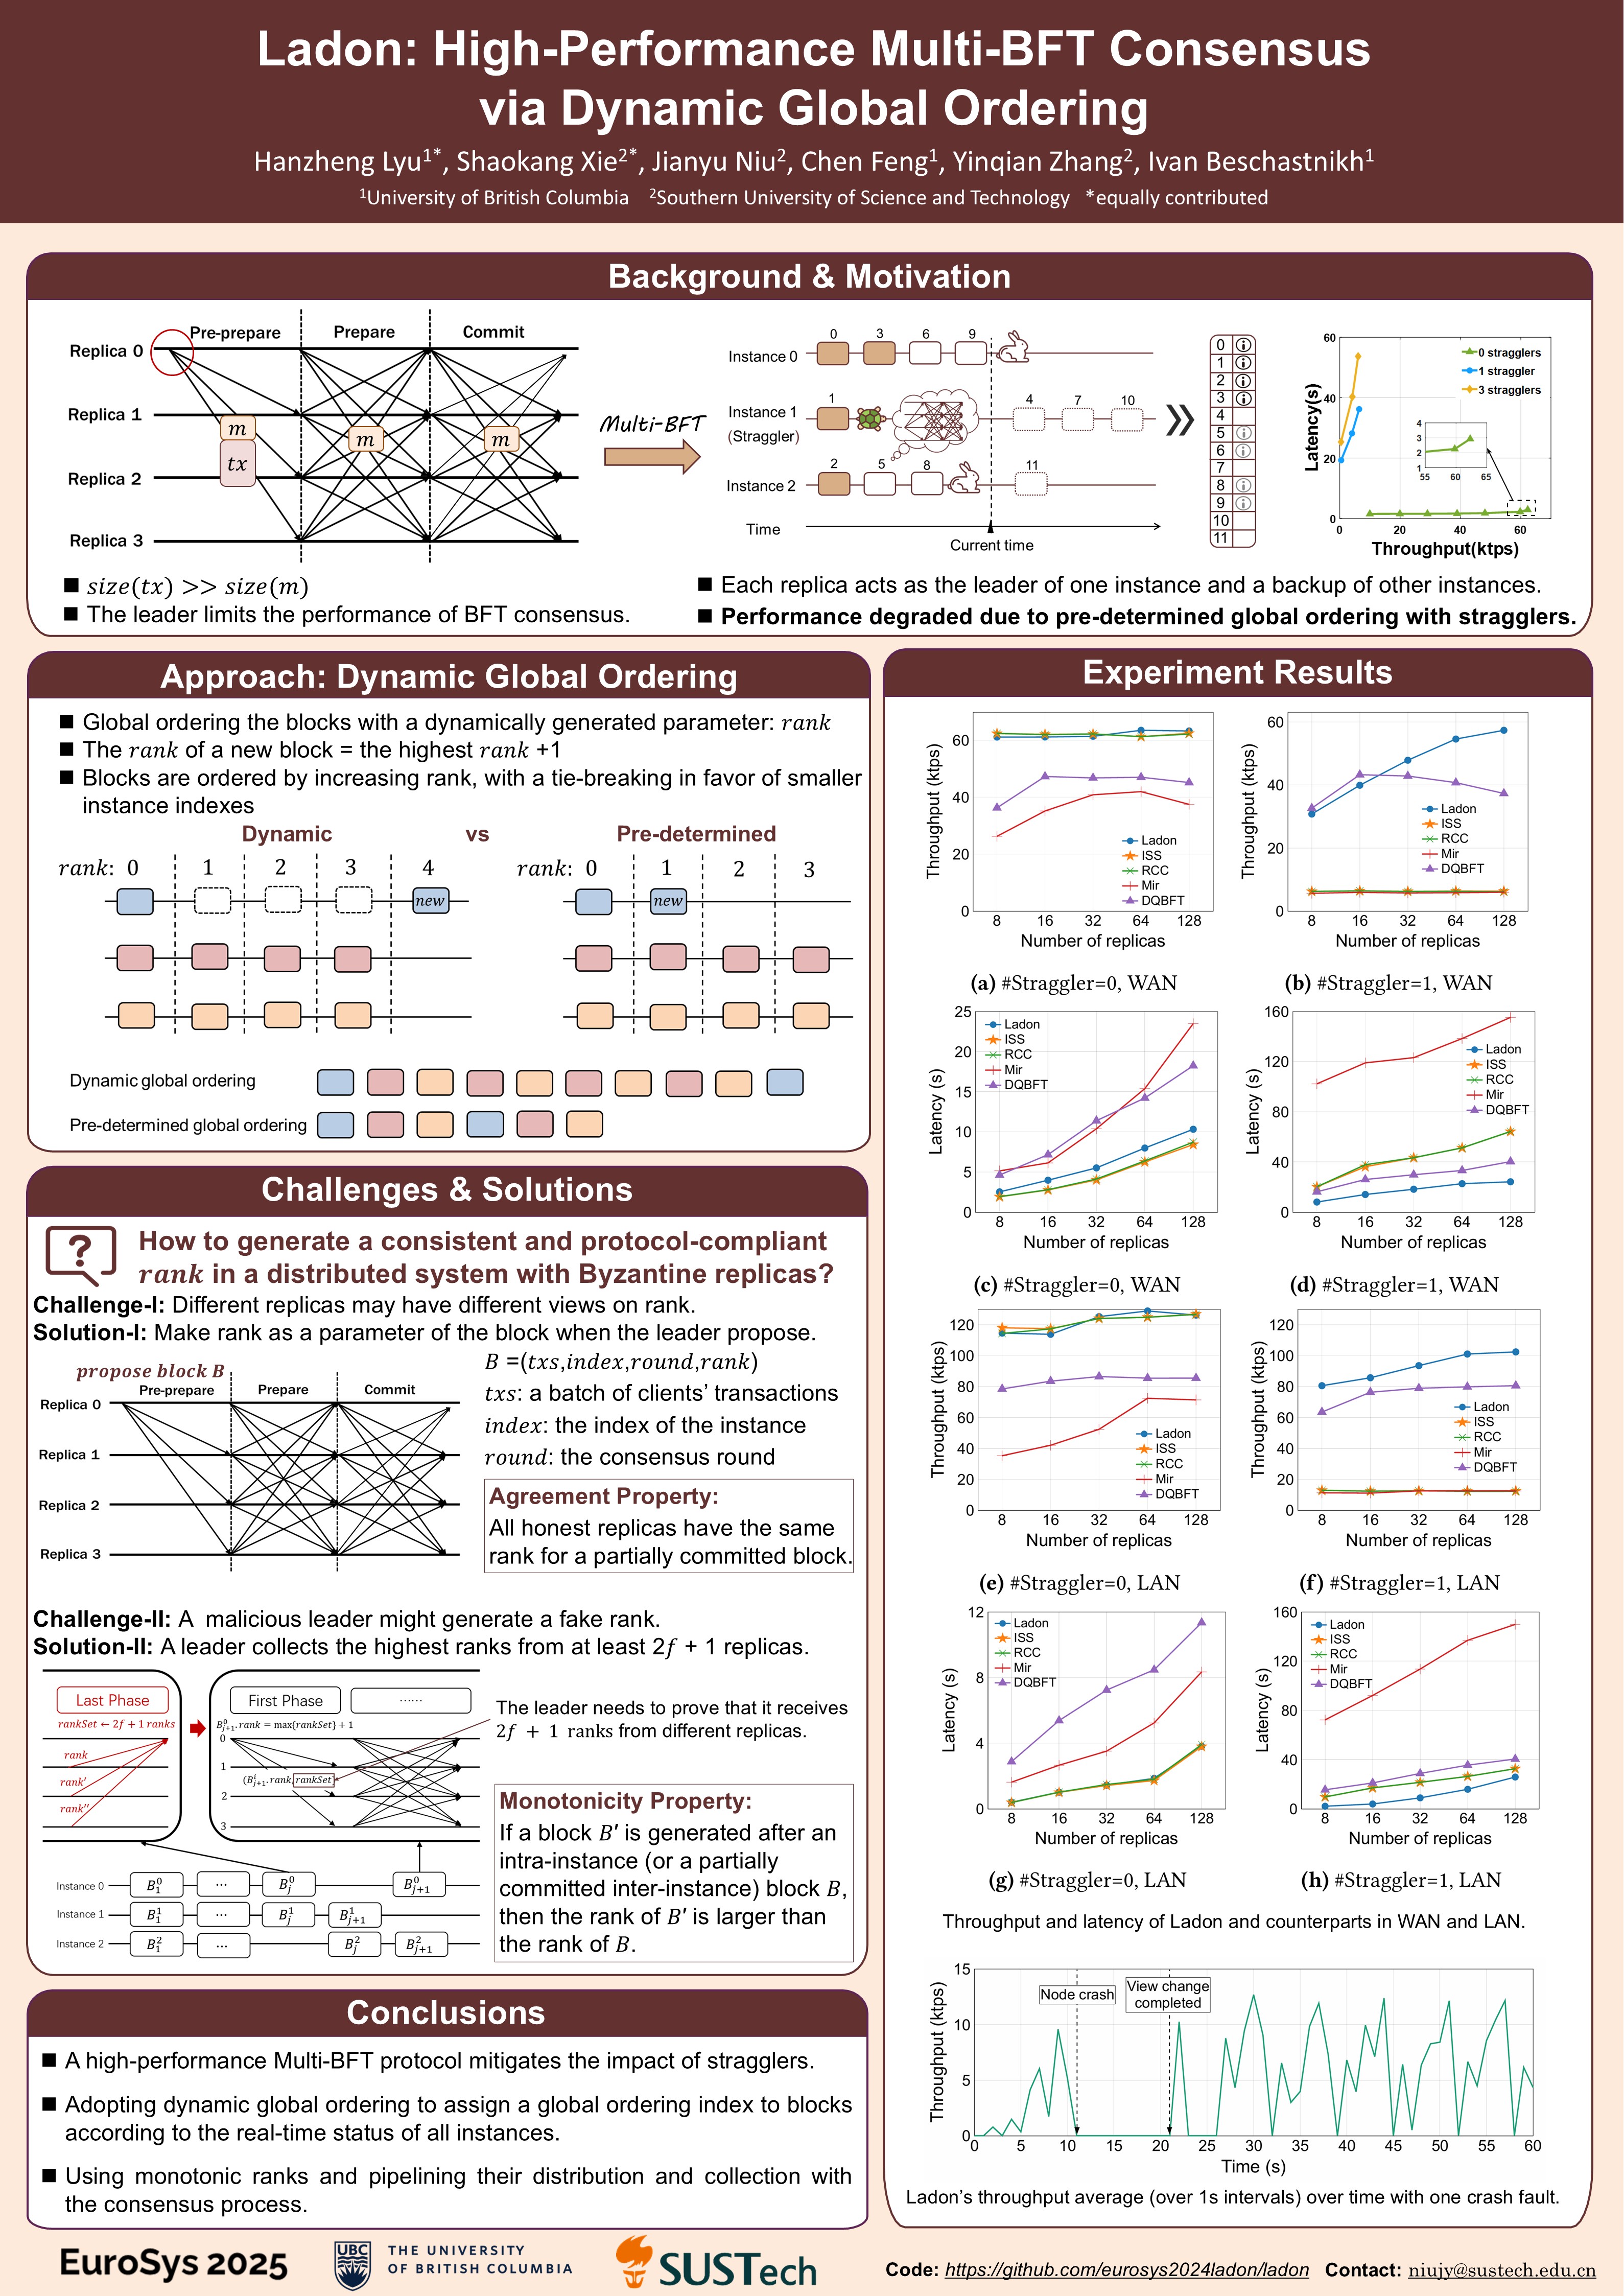 Ladon: High-Performance Multi-BFT Consensus
via Dynamic Global Ordering
Hanzheng Lyu1*, Shaokang Xie2*, Jianyu Niu2, Chen Feng1, Yinqian Zhang2, Ivan Beschastnikh1
1University of British Columbia 2Southern University of Science and Technology *equally contributed
Background & Motivation
Pre-prepare Prepare Commit
Replica 0
Replica 1
Replica 2
Replica 3
m
tx
m
m
■ size(tx) >> size(m)
■ The leader limits the performance of BFT consensus.
Multi-BFT
0 3 6 9
Instance 0
1 4 7 10
Instance 1
(Straggler)
2 5 8 11
Instance 2
Time
Current time
0 i
1 i
2 i
3 i
4
5 i
6 i
7
8 i
9 i
10
11
Latency(s)
60
40
20
0
0 20 40 60
Throughput(ktps)
0 stragglers
1 straggler
3 stragglers
4
3
2
1
55 60 65
■ Each replica acts as the leader of one instance and a backup of other instances.
■ Performance degraded due to pre-determined global ordering with stragglers.
Approach: Dynamic Global Ordering
■ Global ordering the blocks with a dynamically generated parameter: rank
■ The rank of a new block = the highest rank +1
■ Blocks are ordered by increasing rank, with a tie-breaking in favor of smaller
instance indexes
Dynamic vs Pre-determined
rank: 0 1 2 3 4
new
rank: 0 1 2 3
new
Dynamic global ordering
Pre-determined global ordering
Challenges & Solutions
?
How to generate a consistent and protocol-compliant
rank in a distributed system with Byzantine replicas?
Challenge-I: Different replicas may have different views on rank.
Solution-I: Make rank as a parameter of the block when the leader propose.
propose block B
Pre-prepare Prepare Commit
Replica 0
Replica 1
Replica 2
Replica 3
B =(txs,index,round,rank)
txs: a batch of clients’ transactions
index: the index of the instance
round: the consensus round
Agreement Property:
All honest replicas have the same
rank for a partially committed block.
Challenge-II: A malicious leader might generate a fake rank.
Solution-II: A leader collects the highest ranks from at least 2f + 1 replicas.
Last Phase
rankSet ← 2f + 1 ranks
rank
rank′
rank′′
First Phase ......
B0j+1.rank = max{rankSet} + 1
0
1
(Bij+1.rank, rankSet)
2
3
The leader needs to prove that it receives
2f + 1 ranks from different replicas.
Instance 0 B01 ... B0j B0j+1
Instance 1 B11 ... B1j B1j+1
Instance 2 B21 ... B2j B2j+1
Monotonicity Property:
If a block B′ is generated after an
intra-instance (or a partially
committed inter-instance) block B,
then the rank of B′ is larger than
the rank of B.
Conclusions
■ A high-performance Multi-BFT protocol mitigates the impact of stragglers.
■ Adopting dynamic global ordering to assign a global ordering index to blocks
according to the real-time status of all instances.
■ Using monotonic ranks and pipelining their distribution and collection with
the consensus process.
Experiment Results
Throughput (ktps)
60
40
20
0
8 16 32 64 128
Number of replicas
Ladon
ISS
RCC
Mir
DQBFT
(a) #Straggler=0, WAN
Throughput (ktps)
60
40
20
0
8 16 32 64 128
Number of replicas
Ladon
ISS
RCC
Mir
DQBFT
(b) #Straggler=1, WAN
Latency (s)
25
20
15
10
5
0
8 16 32 64 128
Number of replicas
Ladon
ISS
RCC
Mir
DQBFT
(c) #Straggler=0, WAN
Latency (s)
160
120
80
40
0
8 16 32 64 128
Number of replicas
Ladon
ISS
RCC
Mir
DQBFT
(d) #Straggler=1, WAN
Throughput (ktps)
120
100
80
60
40
20
0
8 16 32 64 128
Number of replicas
Ladon
ISS
RCC
Mir
DQBFT
(e) #Straggler=0, LAN
Throughput (ktps)
120
100
80
60
40
20
0
8 16 32 64 128
Number of replicas
Ladon
ISS
RCC
Mir
DQBFT
(f) #Straggler=1, LAN
Latency (s)
12
8
4
0
8 16 32 64 128
Number of replicas
Ladon
ISS
RCC
Mir
DQBFT
(g) #Straggler=0, LAN
Latency (s)
160
120
80
40
0
8 16 32 64 128
Number of replicas
Ladon
ISS
RCC
Mir
DQBFT
(h) #Straggler=1, LAN
Throughput and latency of Ladon and counterparts in WAN and LAN.
Throughput (ktps)
15
10
5
0
Node crash
View change
completed
0 5 10 15 20 25 30 35 40 45 50 55 60
Time (s)
Ladon’s throughput average (over 1s intervals) over time with one crash fault.
EuroSys 2025
UBC
THE UNIVERSITY
OF BRITISH COLUMBIA
SUSTech
Code: https://github.com/eurosys2024ladon/ladon Contact: niujy@sustech.edu.cn